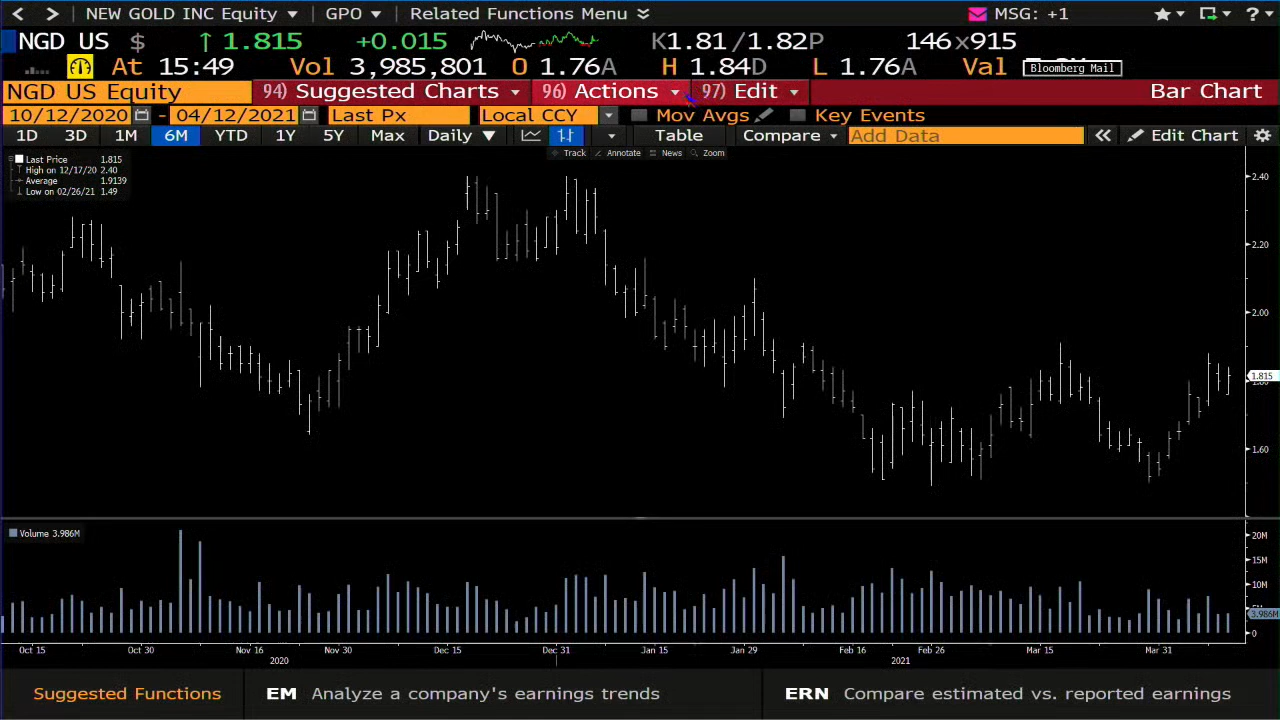 NEW GOLD INC Equity GPO Related Functions Menu MSG: +1
NGD US $ ↑ 1.815 +0.015 K1.81/1.82P 146x915
At 15:49 Vol 3,985,801 O 1.76A H 1.84D L 1.76A Val
Bloomberg Mail
NGD US Equity 94) Suggested Charts 96) Actions 97) Edit Bar Chart
10/12/2020 - 04/12/2021 Last Px Local CCY Mov Avgs Key Events
1D 3D 1M 6M YTD 1Y 5Y Max Daily ▼ Table Compare Add Data « Edit Chart
Track Annotate News Zoom
Last Price 1.815
High on 12/17/20 2.40
Average 1.9139
Low on 02/26/21 1.49
2.40
2.20
2.00
1.815
1.80
1.60
Volume 3.986M
20M
15M
10M
5M
3.986M
0
Oct 15 Oct 30 Nov 16 Nov 30 Dec 15 Dec 31 Jan 15 Jan 29 Feb 16 Feb 26 Mar 15 Mar 31
2020 2021
Suggested Functions EM Analyze a company's earnings trends ERN Compare estimated vs. reported earnings